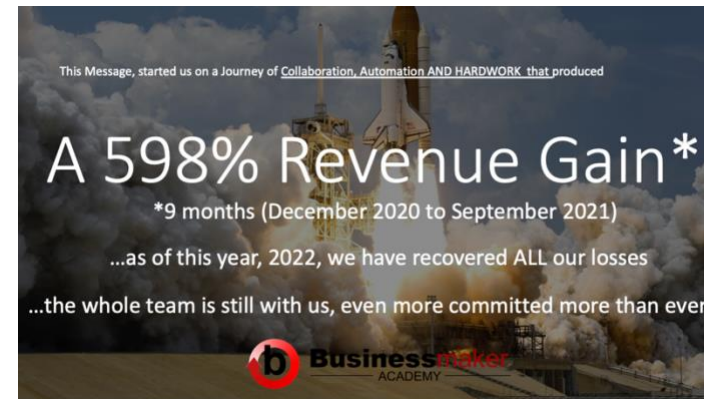 This Message, started us on a Journey of Collaboration, Automation AND HARDWORK that produced
A 598% Revenue Gain*
*9 months (December 2020 to September 2021)
...as of this year, 2022, we have recovered ALL our losses
...the whole team is still with us, even more committed more than ever
b Businessmaker
ACADEMY